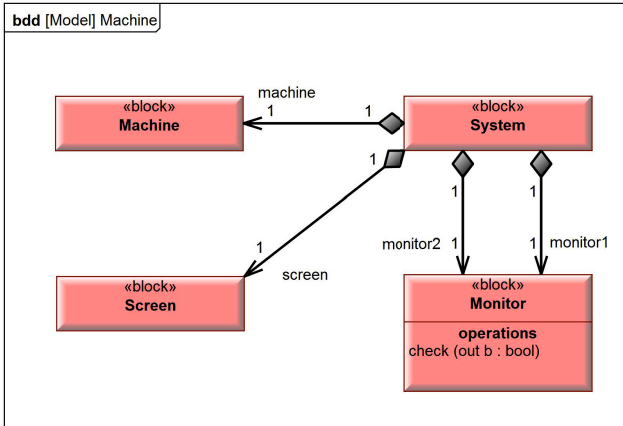 bdd [Model] Machine
machine
«block»
Machine
1
1
«block»
System
1
1
1
1
screen
monitor2
1
1
monitor1
«block»
Screen
«block»
Monitor
operations
check (out b : bool)